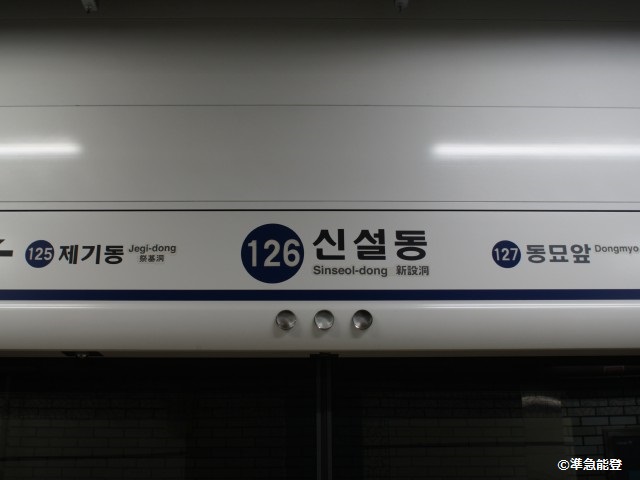 125 제기동 Jegi-dong
祭基洞
126 신설동
Sinseol-dong 新設洞
127 동묘앞 Dongmyo
©準急能登